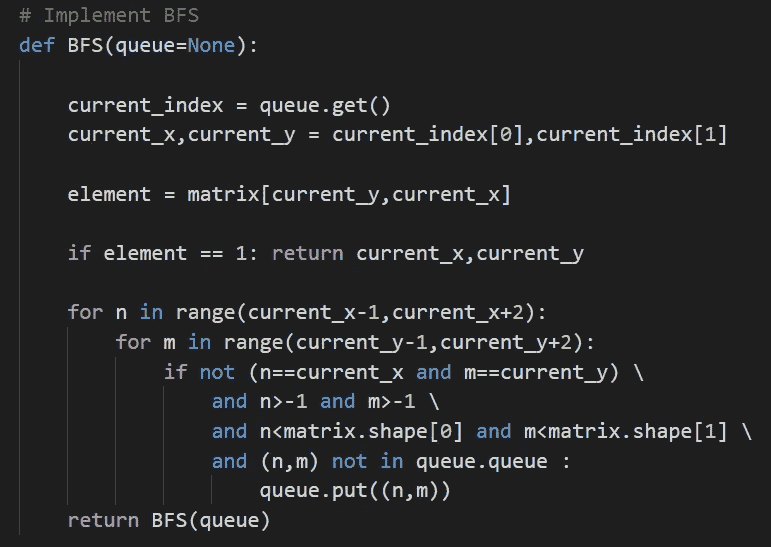 # Implement BFS
def BFS(queue=None):
current_index = queue.get()
current_x,current_y = current_index[0],current_index[1]
element = matrix[current_y,current_x]
if element == 1: return current_x,current_y
for n in range(current_x-1,current_x+2):
for m in range(current_y-1,current_y+2):
if not (n==current_x and m==current_y) \
and n>-1 and m>-1 \
and n<matrix.shape[0] and m<matrix.shape[1] \
and (n,m) not in queue.queue :
queue.put((n,m))
return BFS(queue)